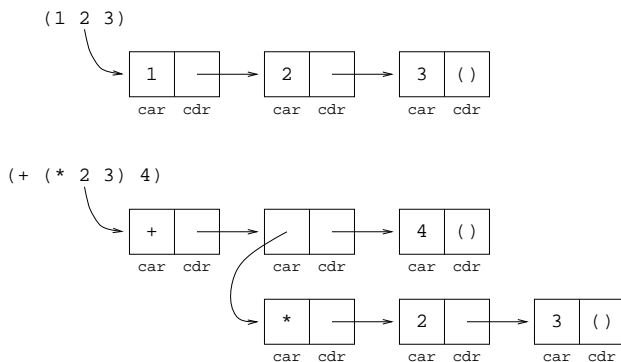 (1 2 3)
1 2 3 ()
car cdr car cdr car cdr
(+ (* 2 3) 4)
+ 4 ()
car cdr car cdr car cdr
* 2 3 ()
car cdr car cdr car cdr